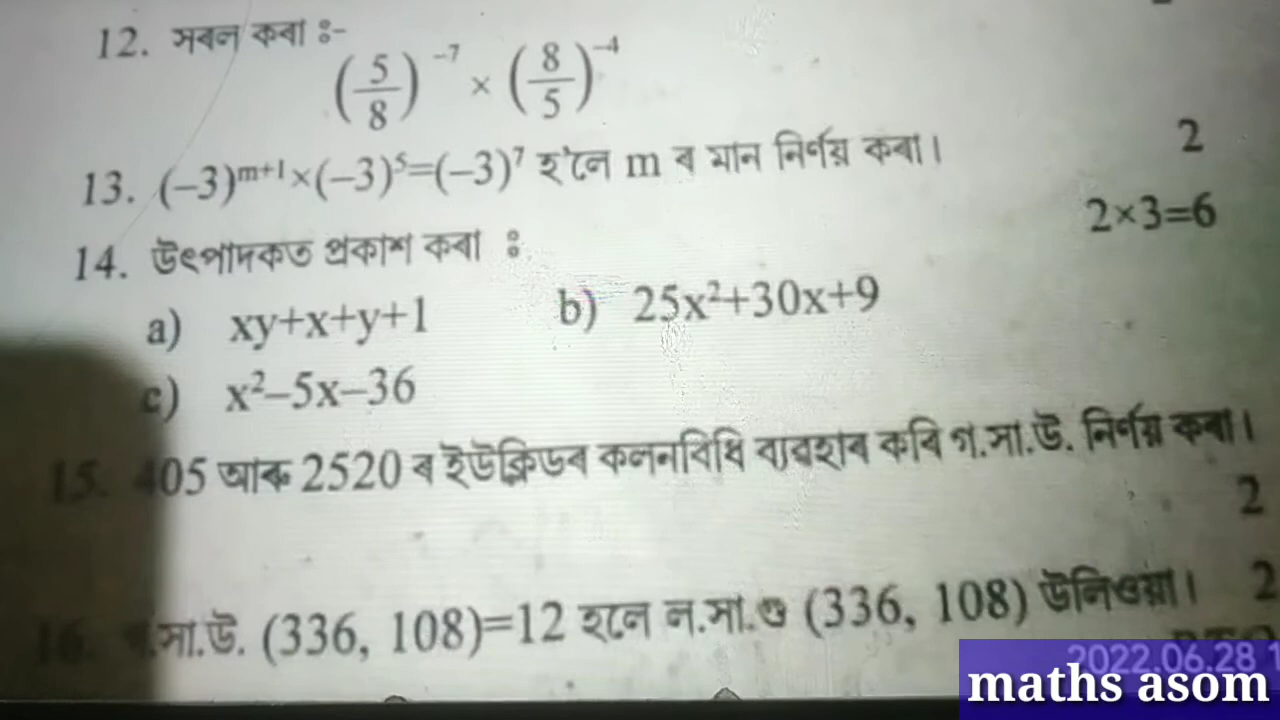 12. সৰল কৰা ঃ-
(5/8)^-7 × (8/5)^-4
2
13. (–3)^m+1×(–3)^5=(–3)^7 হ'লে m ৰ মান নিৰ্ণয় কৰা।
2×3=6
14. উৎপাদকত প্ৰকাশ কৰা ঃ
a) xy+x+y+1 b) 25x²+30x+9
c) x²–5x–36
15. 405 আৰু 2520 ৰ ইউক্লিডৰ কলনবিধি ব্যৱহাৰ কৰি গ.সা.উ. নিৰ্ণয় কৰা।
2
16. গ.সা.উ. (336, 108)=12 হলে ল.সা.গু (336, 108) উলিওৱা। 2
2022.06.28 1
maths asom